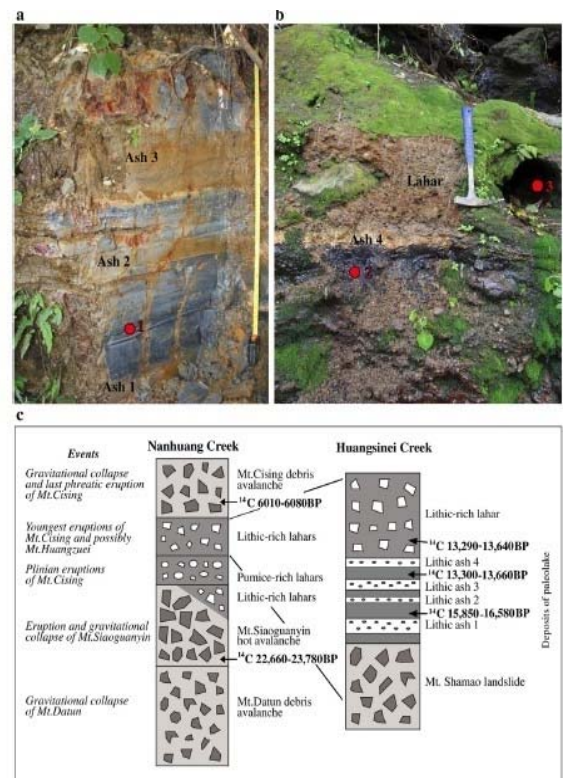 a
b
Ash 3
Ash 2
1
Ash 1
Lahar
3
Ash 4
2
c
Events
Nanhuang Creek
Huangsinei Creek
Gravitational collapse
and last phreatic eruption
of Mt.Cising
Mt.Cising debris
avalanche
¹⁴C 6010-6080BP
Youngest eruptions of
Mt.Cising and possibly
Mt.Huangzuei
Lithic-rich lahars
Plinian eruptions
of Mt.Cising
Pumice-rich lahars
Lithic-rich lahars
Eruption and gravitational
collapse of Mt.Siaoguanyin
Mt.Siaoguanyin
hot avalanche
¹⁴C 22,660-23,780BP
Gravitational collapse
of Mt.Datun
Mt.Datun debris
avalanche
Lithic-rich lahar
¹⁴C 13,290-13,640BP
Lithic ash 4
¹⁴C 13,300-13,660BP
Lithic ash 3
Lithic ash 2
¹⁴C 15,850-16,580BP
Lithic ash 1
Mt. Shamao landslide
Deposits of paleolake